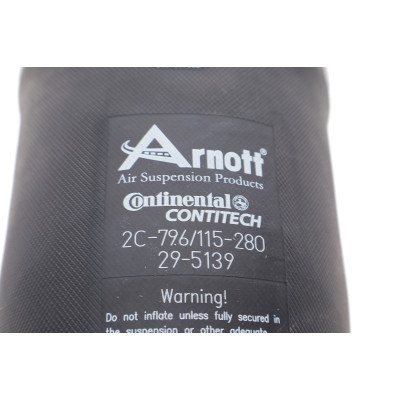 Arnott®
Air Suspension Products
Continental
CONTITECH
2C-79.6/115-280
29-5139
Warning!
Do not inflate unless fully secured in
the suspension or other adequate